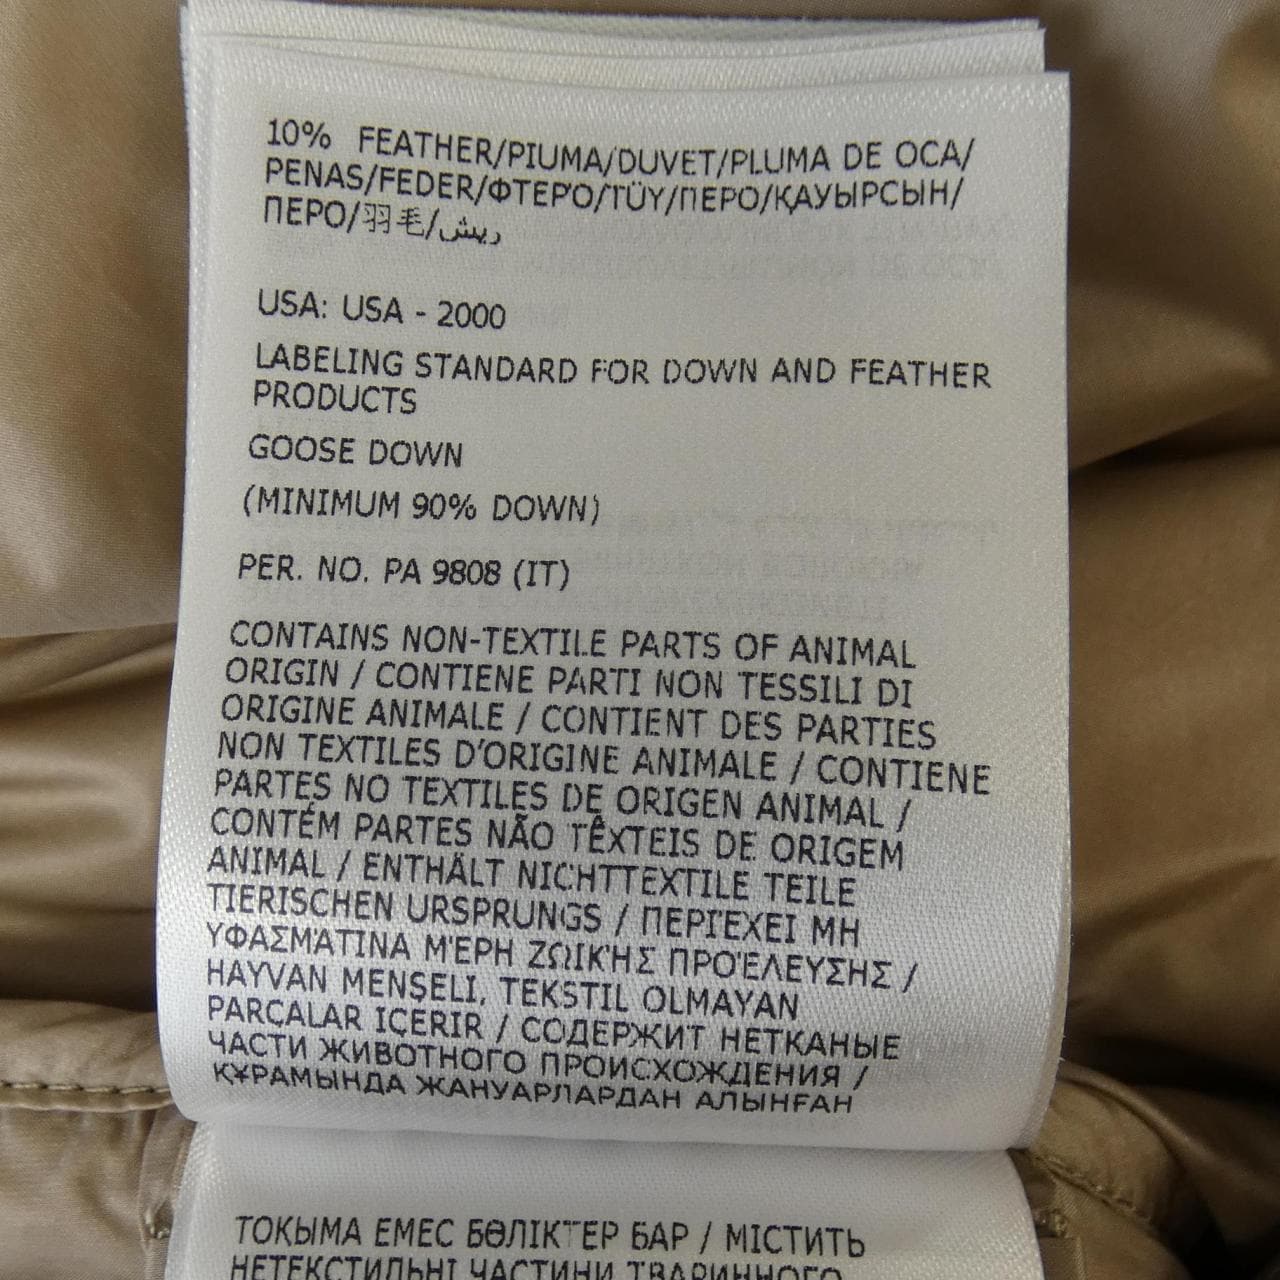 10% FEATHER/PIUMA/DUVET/PLUMA DE OCA/
PENAS/FEDER/ΦΤΕΡΌ/TÜY/ПЕРО/ҚАУЫРСЫН/
ПЕРО/羽毛/ريش
USA: USA - 2000
LABELING STANDARD FOR DOWN AND FEATHER
PRODUCTS
GOOSE DOWN
(MINIMUM 90% DOWN)
PER. NO. PA 9808 (IT)
CONTAINS NON-TEXTILE PARTS OF ANIMAL
ORIGIN / CONTIENE PARTI NON TESSILI DI
ORIGINE ANIMALE / CONTIENT DES PARTIES
NON TEXTILES D'ORIGINE ANIMALE / CONTIENE
PARTES NO TEXTILES DE ORIGEN ANIMAL /
CONTÉM PARTES NÃO TÊXTEIS DE ORIGEM
ANIMAL / ENTHÄLT NICHTTEXTILE TEILE
TIERISCHEN URSPRUNGS / ΠΕΡΙΈΧΕΙ ΜΗ
ΥΦΑΣΜΆΤΙΝΑ ΜΈΡΗ ΖΩΙΚΉΣ ΠΡΟΈΛΕΥΣΗΣ /
HAYVAN MENŞELI, TEKSTIL OLMAYAN
PARÇALAR IÇERIR / СОДЕРЖИТ НЕТКАНЫЕ
ЧАСТИ ЖИВОТНОГО ПРОИСХОЖДЕНИЯ /
ҚҰРАМЫНДА ЖАНУАРЛАРДАН АЛЫНҒАН
ТОҚЫМА ЕМЕС БӨЛІКТЕР БАР / МІСТИТЬ
НЕТЕКСТИЛЬНІ ЧАСТИНИ ТВАРИННОГО